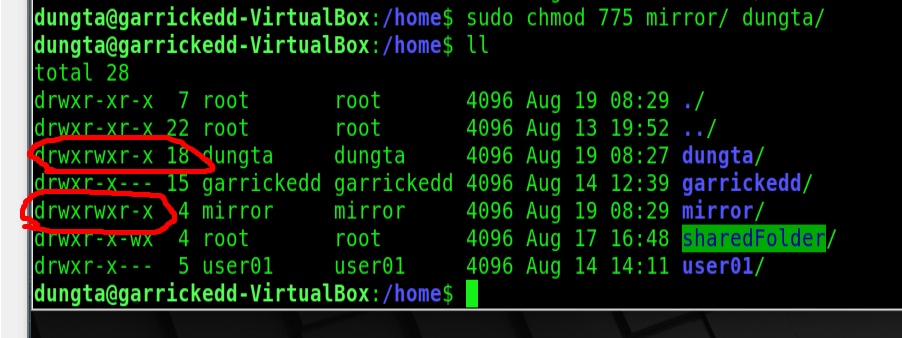 dungta@garrickedd-VirtualBox:/home$ sudo chmod 775 mirror/ dungta/
dungta@garrickedd-VirtualBox:/home$ ll
total 28
drwxr-xr-x  7 root       root       4096 Aug 19 08:29 ./
drwxr-xr-x 22 root       root       4096 Aug 13 19:52 ../
drwxrwxr-x 18 dungta     dungta     4096 Aug 19 08:27 dungta/
drwxr-x--- 15 garrickedd garrickedd 4096 Aug 14 12:39 garrickedd/
drwxrwxr-x  4 mirror     mirror     4096 Aug 19 08:29 mirror/
drwxr-x-wx  4 root       root       4096 Aug 17 16:48 sharedFolder/
drwxr-x---  5 user01     user01     4096 Aug 14 14:11 user01/
dungta@garrickedd-VirtualBox:/home$